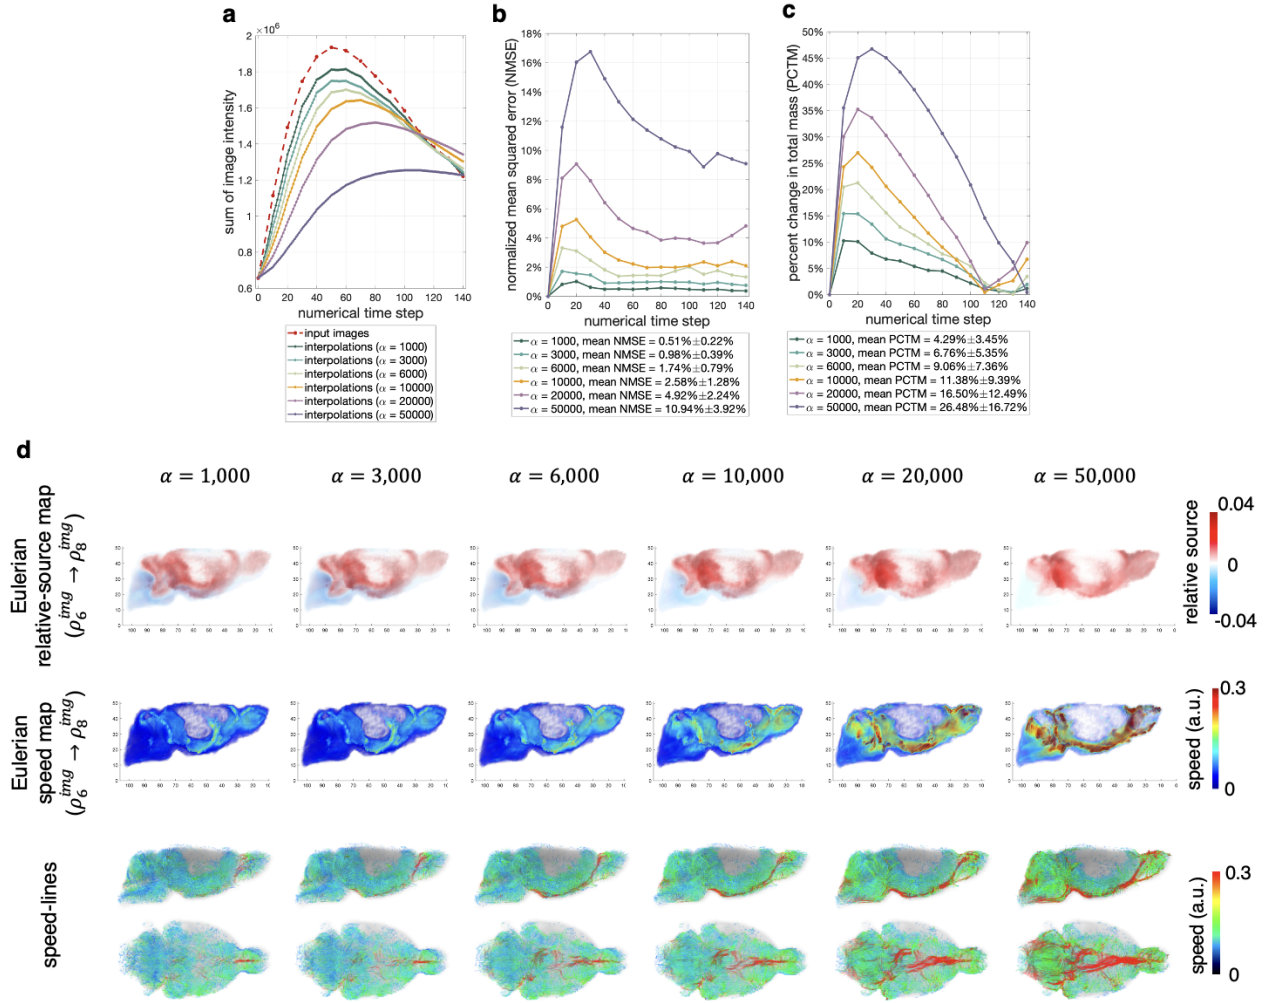 a
×10⁶
2
1.8
1.6
1.4
1.2
1
0.8
0.6
sum of image intensity
0 20 40 60 80 100 120 140
numerical time step
input images
interpolations (α = 1000)
interpolations (α = 3000)
interpolations (α = 6000)
interpolations (α = 10000)
interpolations (α = 20000)
interpolations (α = 50000)
b
18%
16%
14%
12%
10%
8%
6%
4%
2%
0%
normalized mean squared error (NMSE)
0 20 40 60 80 100 120 140
numerical time step
α = 1000, mean NMSE = 0.51%±0.22%
α = 3000, mean NMSE = 0.98%±0.39%
α = 6000, mean NMSE = 1.74%±0.79%
α = 10000, mean NMSE = 2.58%±1.28%
α = 20000, mean NMSE = 4.92%±2.24%
α = 50000, mean NMSE = 10.94%±3.92%
c
50%
45%
40%
35%
30%
25%
20%
15%
10%
5%
0%
percent change in total mass (PCTM)
0 20 40 60 80 100 120 140
numerical time step
α = 1000, mean PCTM = 4.29%±3.45%
α = 3000, mean PCTM = 6.76%±5.35%
α = 6000, mean PCTM = 9.06%±7.36%
α = 10000, mean PCTM = 11.38%±9.39%
α = 20000, mean PCTM = 16.50%±12.49%
α = 50000, mean PCTM = 26.48%±16.72%
d
α = 1,000 α = 3,000 α = 6,000 α = 10,000 α = 20,000 α = 50,000
Eulerian
relative-source map
(ρ₆^img → ρ₈^img)
0.04
0
-0.04
relative source
Eulerian
speed map
(ρ₆^img → ρ₈^img)
0.3
0
speed (a.u.)
speed-lines
0.3
0
speed (a.u.)